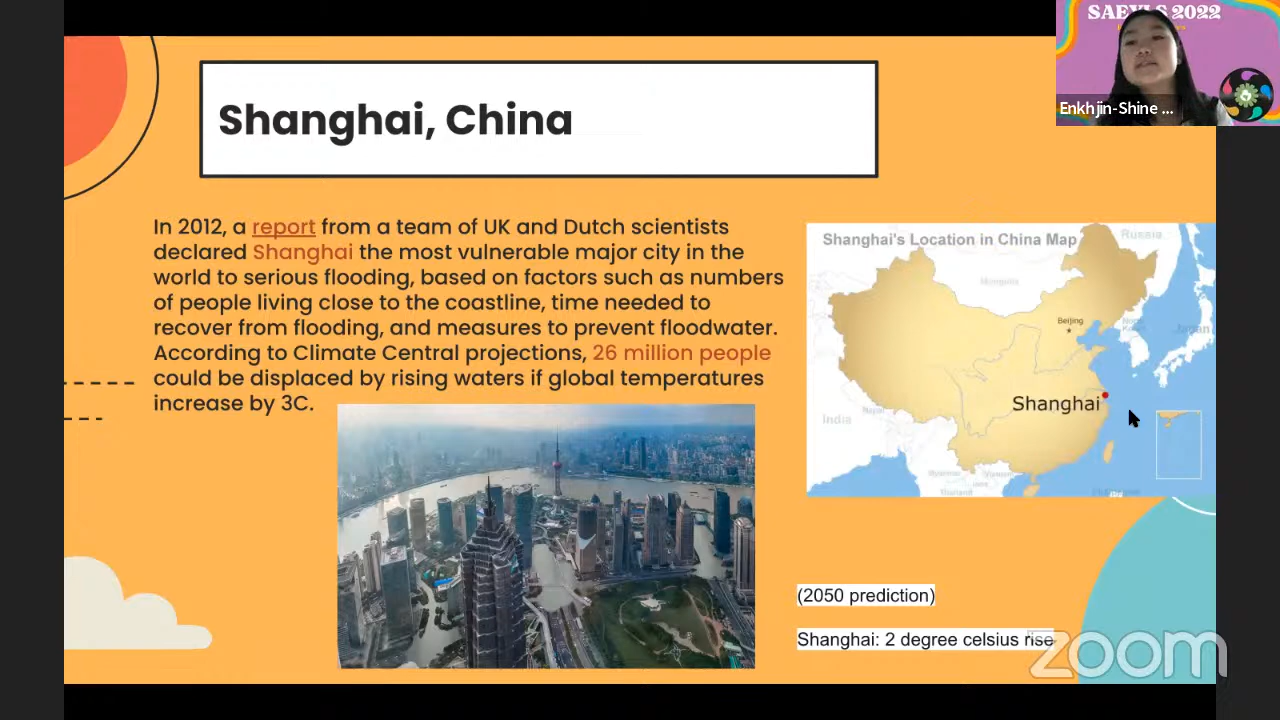 SAEYLS 2022
Enkhjin-Shine ...
Shanghai, China
In 2012, a report from a team of UK and Dutch scientists
declared Shanghai the most vulnerable major city in the
world to serious flooding, based on factors such as numbers
of people living close to the coastline, time needed to
recover from flooding, and measures to prevent floodwater.
According to Climate Central projections, 26 million people
could be displaced by rising waters if global temperatures
increase by 3C.
Shanghai's Location in China Map
Russia
Mongolia
Beijing
Japan
Shanghai
India
Nepal
Myanmar
Vietnam
Thailand
(2050 prediction)
Shanghai: 2 degree celsius rise
zoom